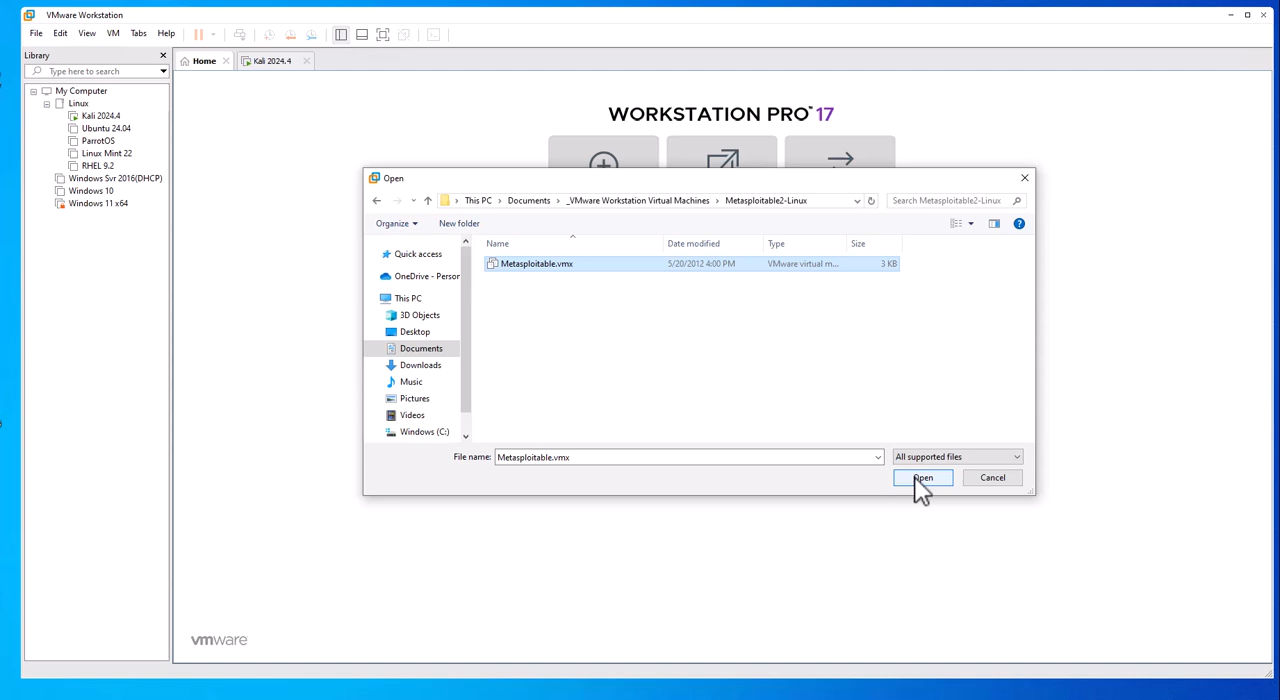 VMware Workstation
File Edit View VM Tabs Help
Library
Type here to search
My Computer
Linux
Kali 2024.4
Ubuntu 24.04
ParrotOS
Linux Mint 22
RHEL 9.2
Windows Svr 2016(DHCP)
Windows 10
Windows 11 x64
Home Kali 2024.4
WORKSTATION PRO™ 17
Open
This PC Documents _VMware Workstation Virtual Machines Metasploitable2-Linux
Search Metasploitable2-Linux
Organize New folder
Quick access
OneDrive - Person
This PC
3D Objects
Desktop
Documents
Downloads
Music
Pictures
Videos
Windows (C:)
Name Date modified Type Size
Metasploitable.vmx 5/20/2012 4:00 PM VMware virtual m... 3 KB
File name: Metasploitable.vmx All supported files
Open Cancel
vmware